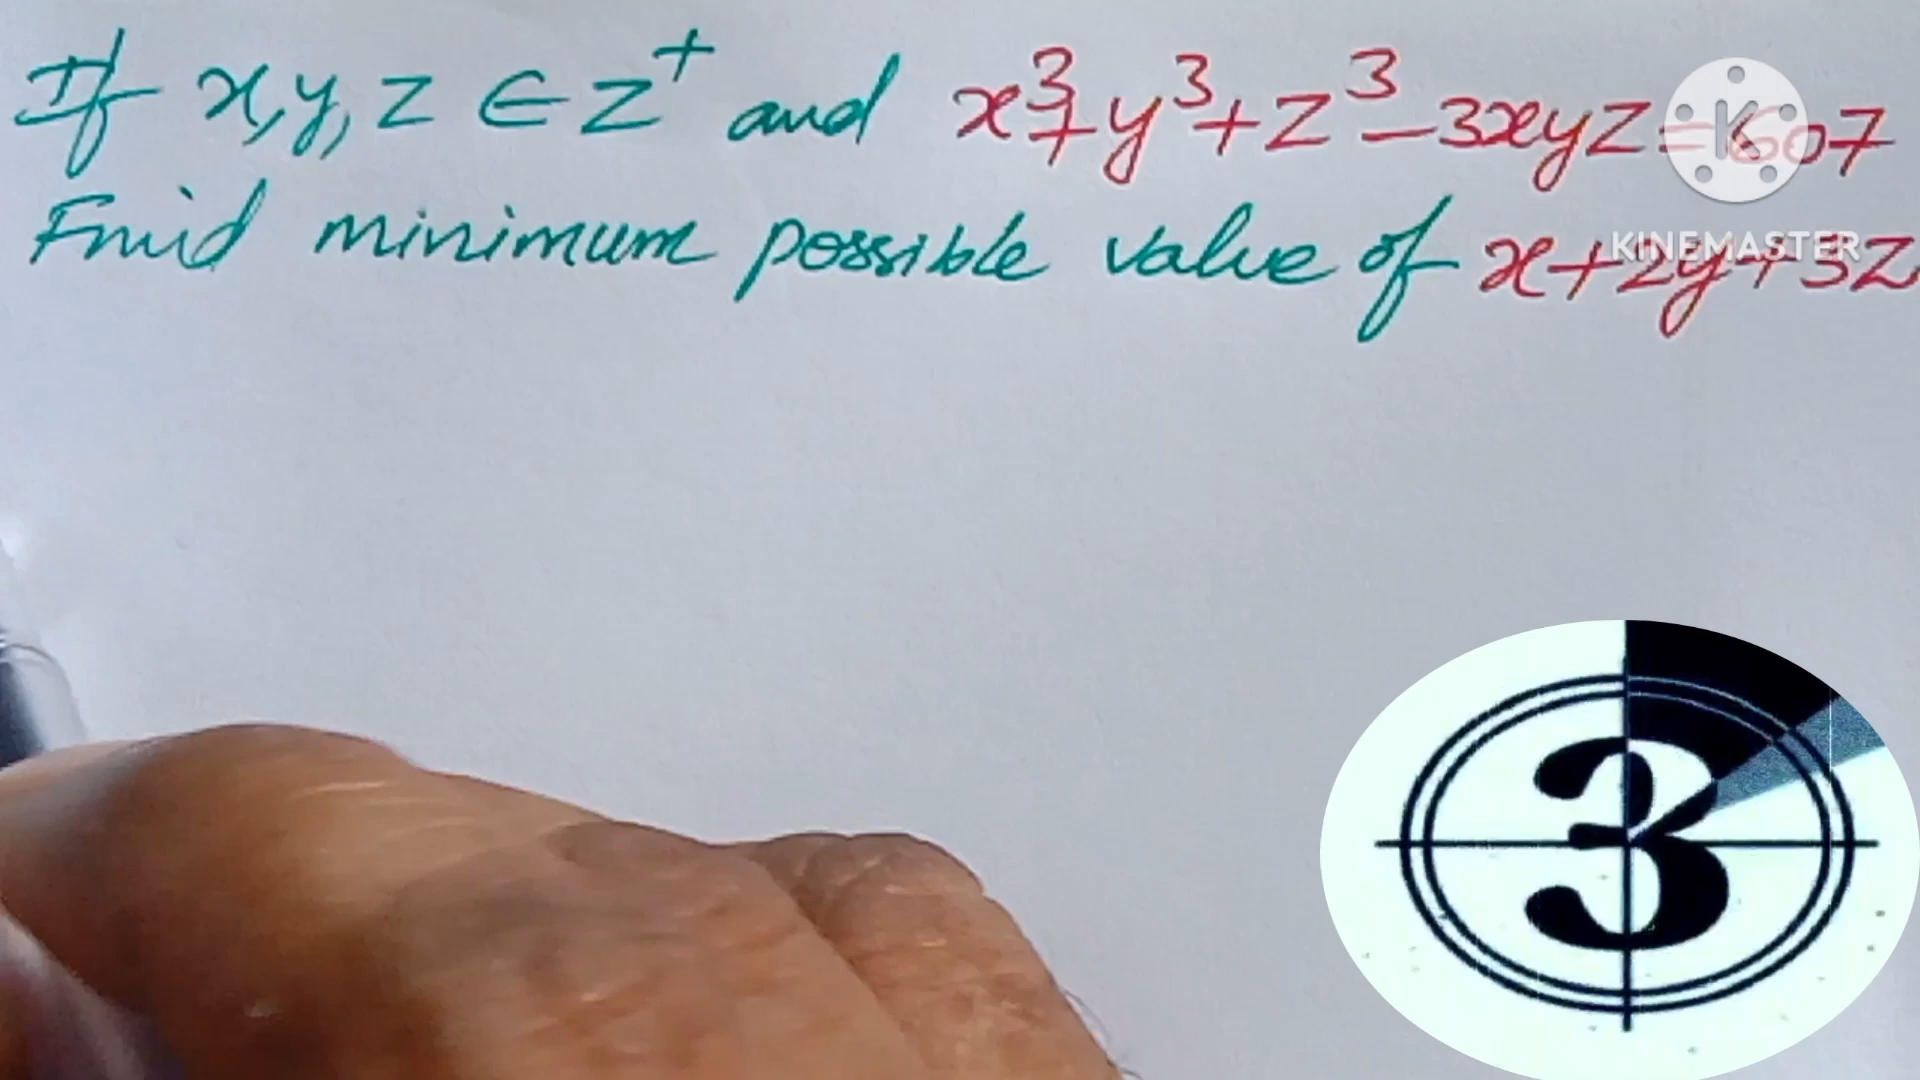 If x, y, z ∈ Z⁺ and x³+y³+z³-3xyz=607
Find minimum possible value of x+2y+3z
K
KINEMASTER
3